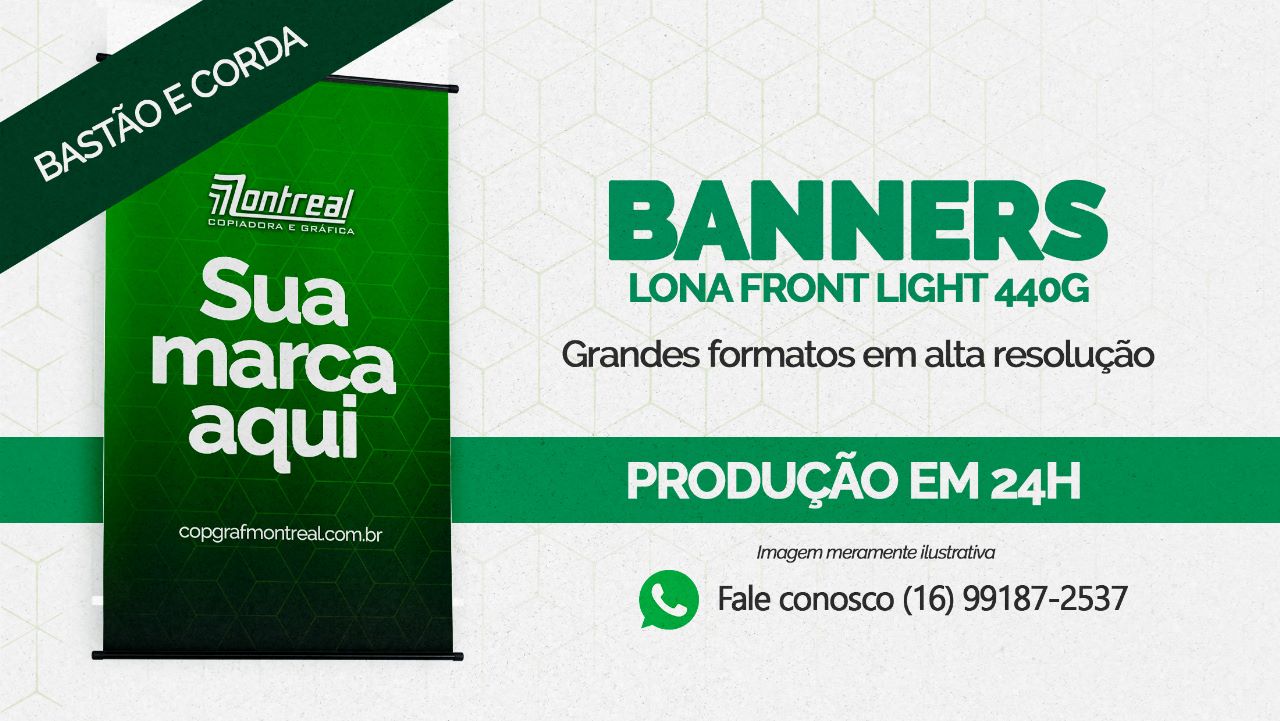 BASTÃO E CORDA
Montreal
COPIADORA E GRÁFICA
Sua
marca
aqui
copgrafmontreal.com.br
BANNERS
LONA FRONT LIGHT 440G
Grandes formatos em alta resolução
PRODUÇÃO EM 24H
Imagem meramente ilustrativa
Fale conosco (16) 99187-2537